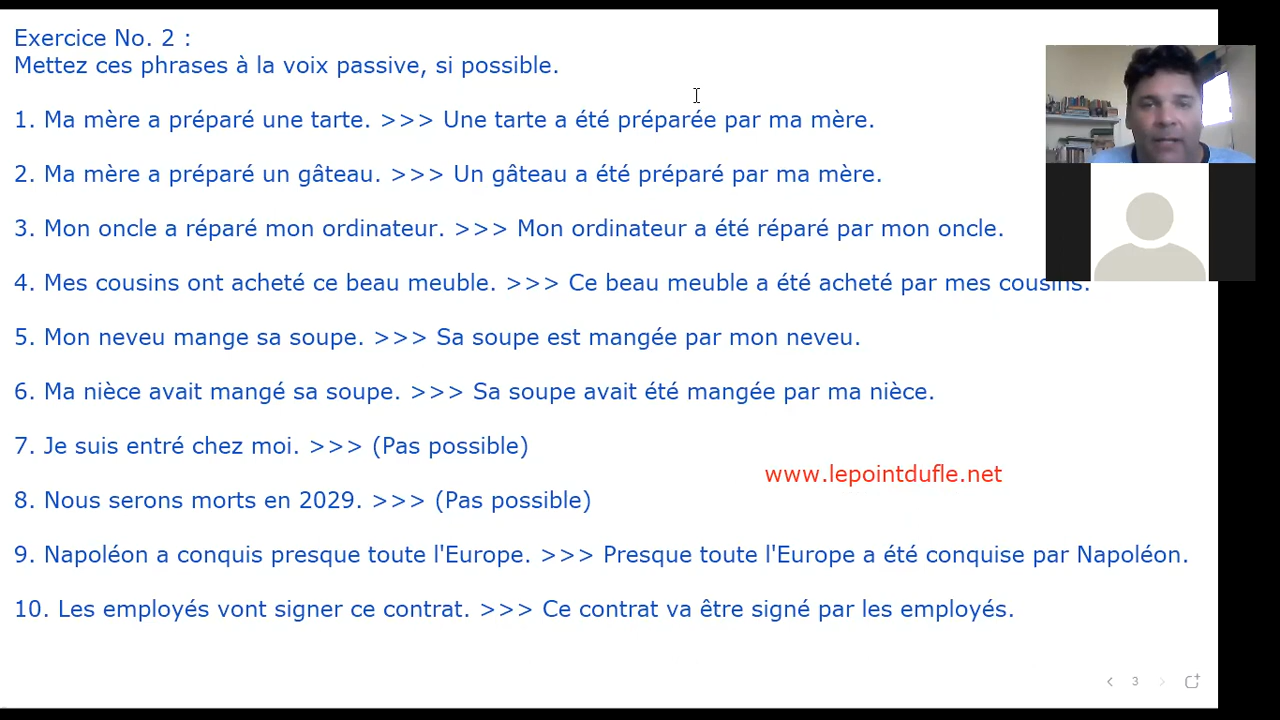 Exercice No. 2 :
Mettez ces phrases à la voix passive, si possible.
1. Ma mère a préparé une tarte. >>> Une tarte a été préparée par ma mère.
2. Ma mère a préparé un gâteau. >>> Un gâteau a été préparé par ma mère.
3. Mon oncle a réparé mon ordinateur. >>> Mon ordinateur a été réparé par mon oncle.
4. Mes cousins ont acheté ce beau meuble. >>> Ce beau meuble a été acheté par mes cousins.
5. Mon neveu mange sa soupe. >>> Sa soupe est mangée par mon neveu.
6. Ma nièce avait mangé sa soupe. >>> Sa soupe avait été mangée par ma nièce.
7. Je suis entré chez moi. >>> (Pas possible)
www.lepointdufle.net
8. Nous serons morts en 2029. >>> (Pas possible)
9. Napoléon a conquis presque toute l'Europe. >>> Presque toute l'Europe a été conquise par Napoléon.
10. Les employés vont signer ce contrat. >>> Ce contrat va être signé par les employés.
3